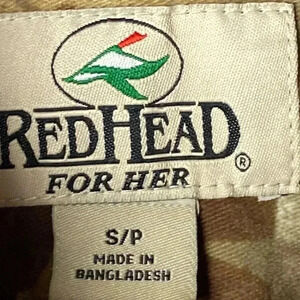 REDHEAD®
FOR HER
S/P
MADE IN
BANGLADESH